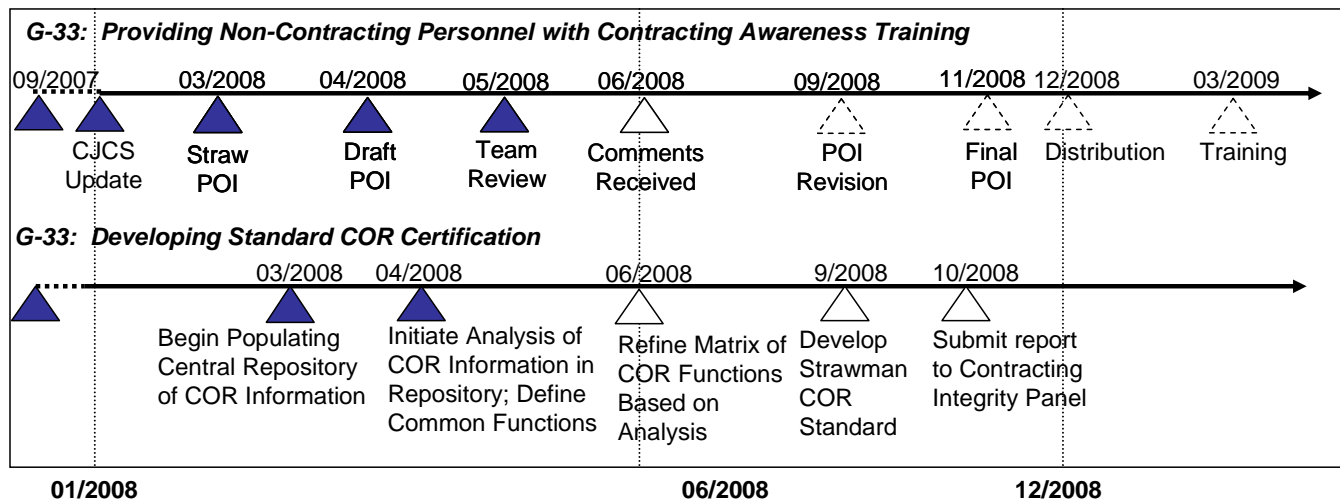 G-33: Providing Non-Contracting Personnel with Contracting Awareness Training
09/2007 03/2008 04/2008 05/2008 06/2008 09/2008 11/2008 12/2008 03/2009
CJCS
Update
Straw
POI
Draft
POI
Team
Review
Comments
Received
POI
Revision
Final
POI
Distribution
Training
G-33: Developing Standard COR Certification
03/2008 04/2008 06/2008 9/2008 10/2008
Begin Populating
Central Repository
of COR Information
Initiate Analysis of
COR Information in
Repository; Define
Common Functions
Refine Matrix of
COR Functions
Based on
Analysis
Develop
Strawman
COR
Standard
Submit report
to Contracting
Integrity Panel
01/2008 06/2008 12/2008